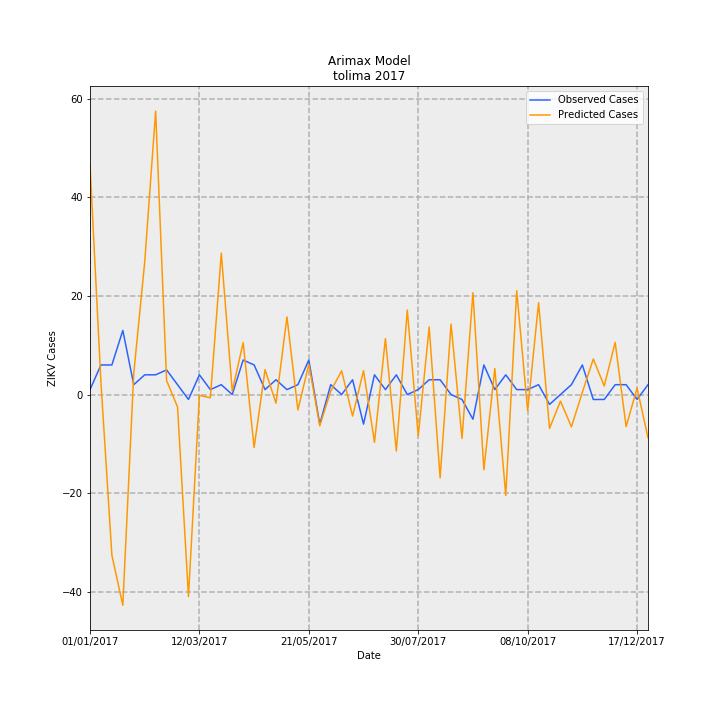 Arimax Model
tolima 2017
Observed Cases
Predicted Cases
ZIKV Cases
60
40
20
0
−20
−40
01/01/2017 12/03/2017 21/05/2017 30/07/2017 08/10/2017 17/12/2017
Date